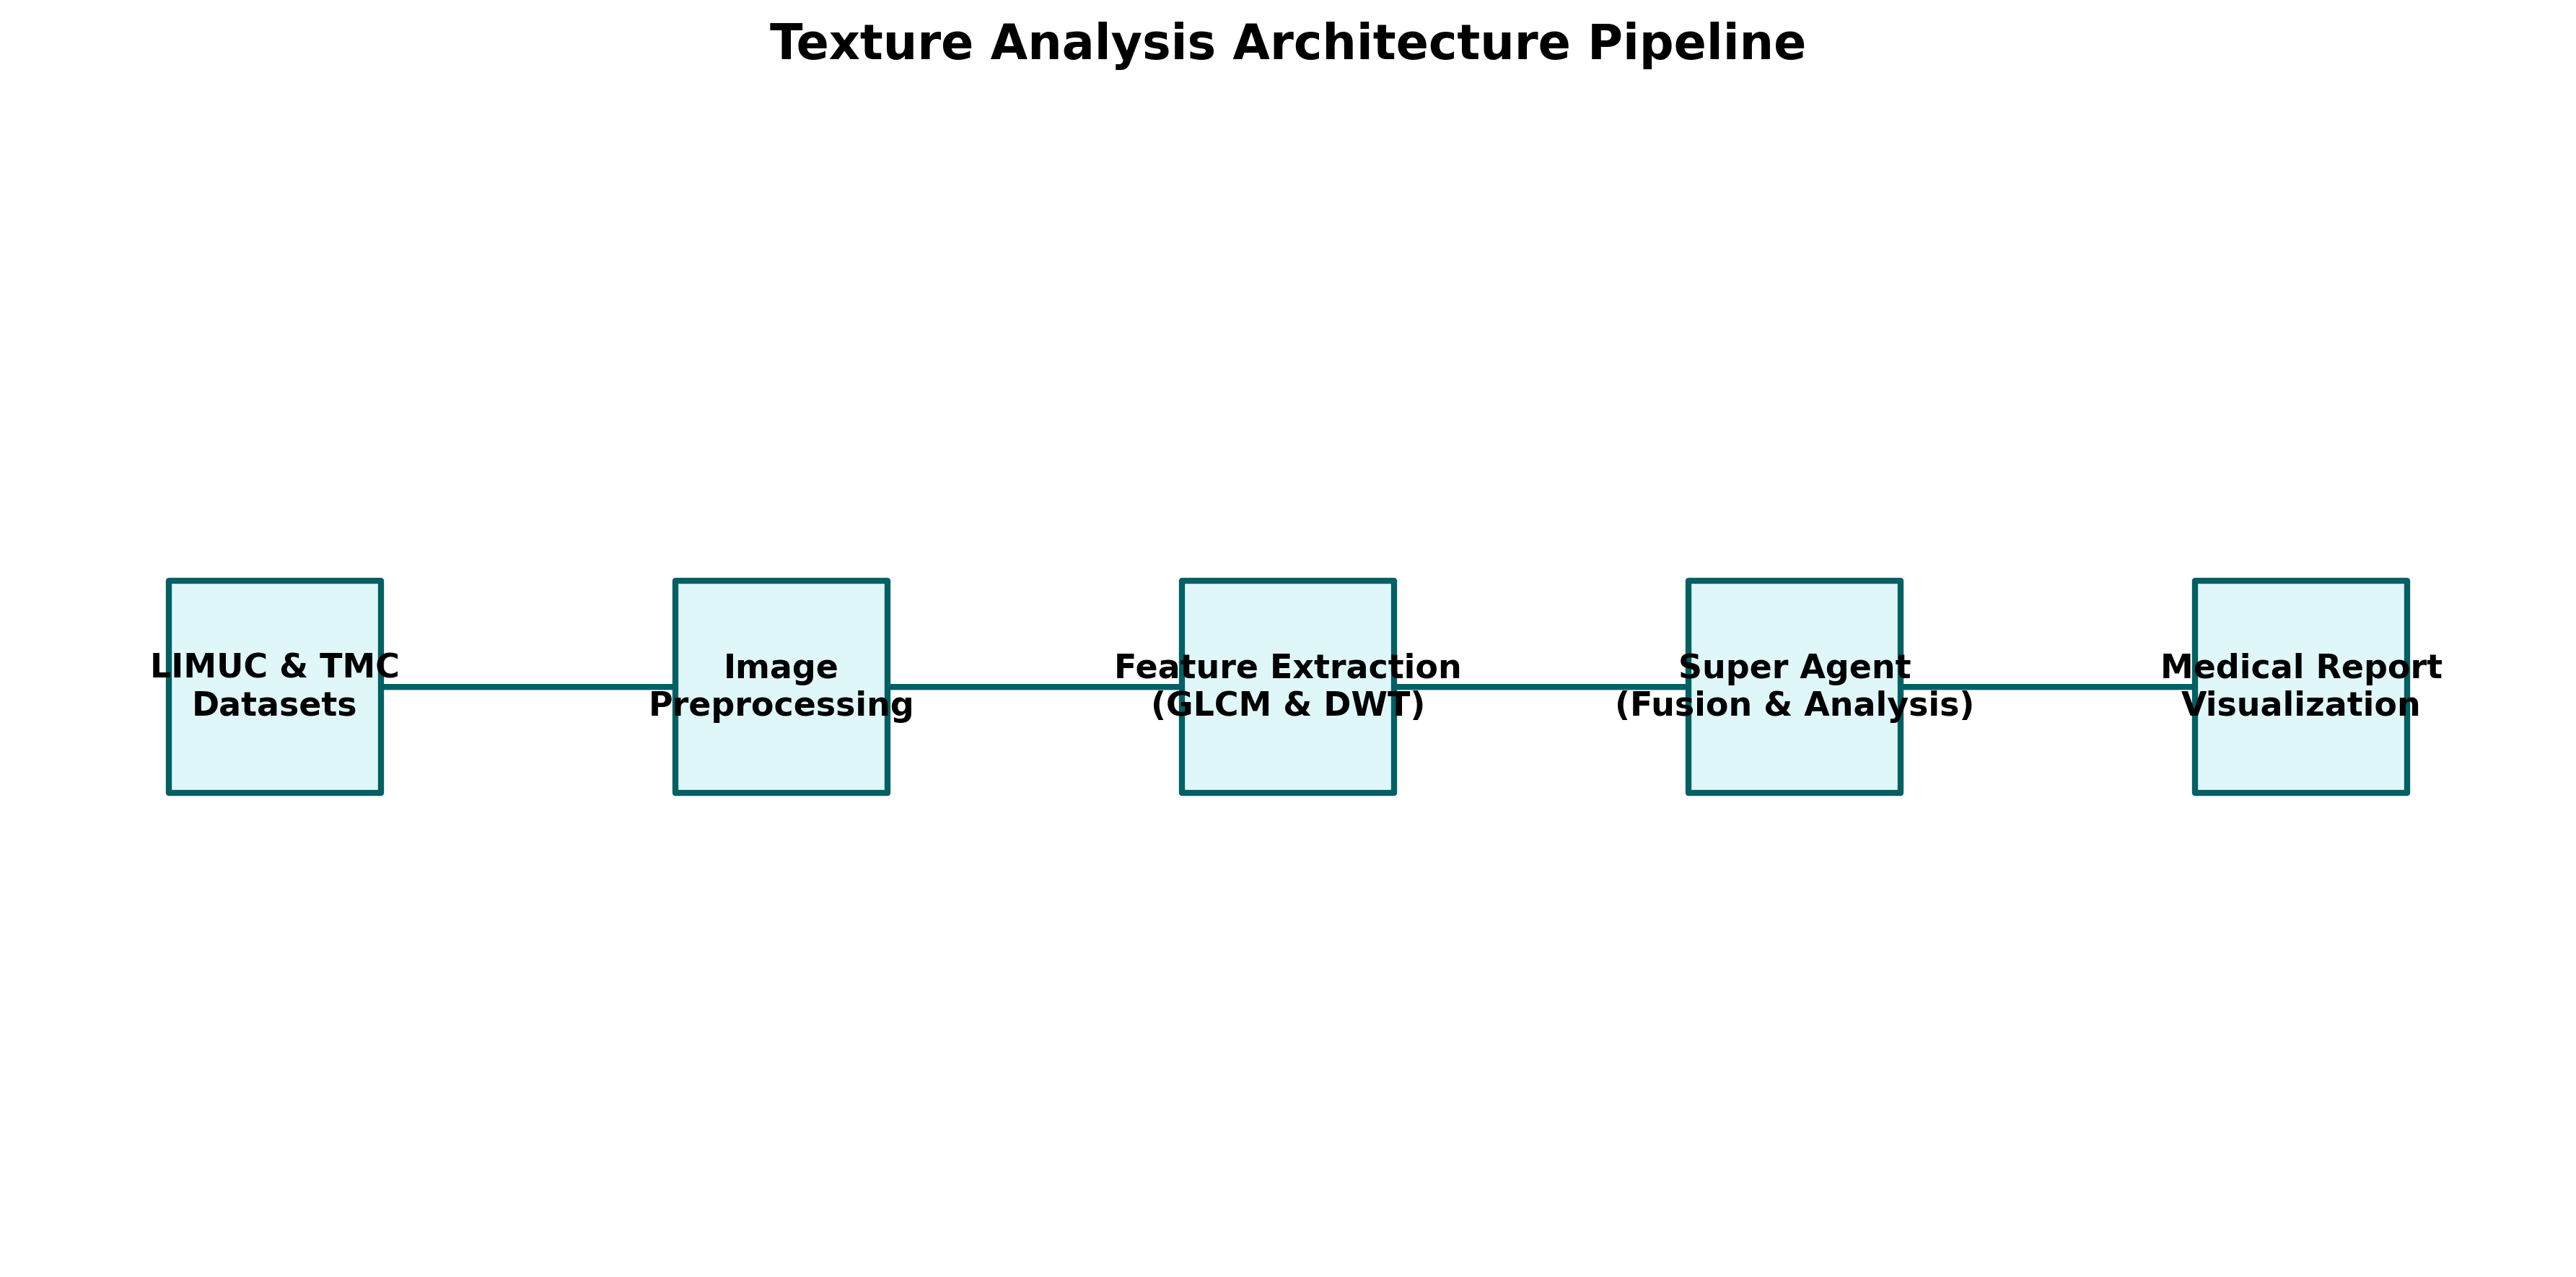 Texture Analysis Architecture Pipeline
LIMUC & TMC
Datasets
Image
Preprocessing
Feature Extraction
(GLCM & DWT)
Super Agent
(Fusion & Analysis)
Medical Report
Visualization